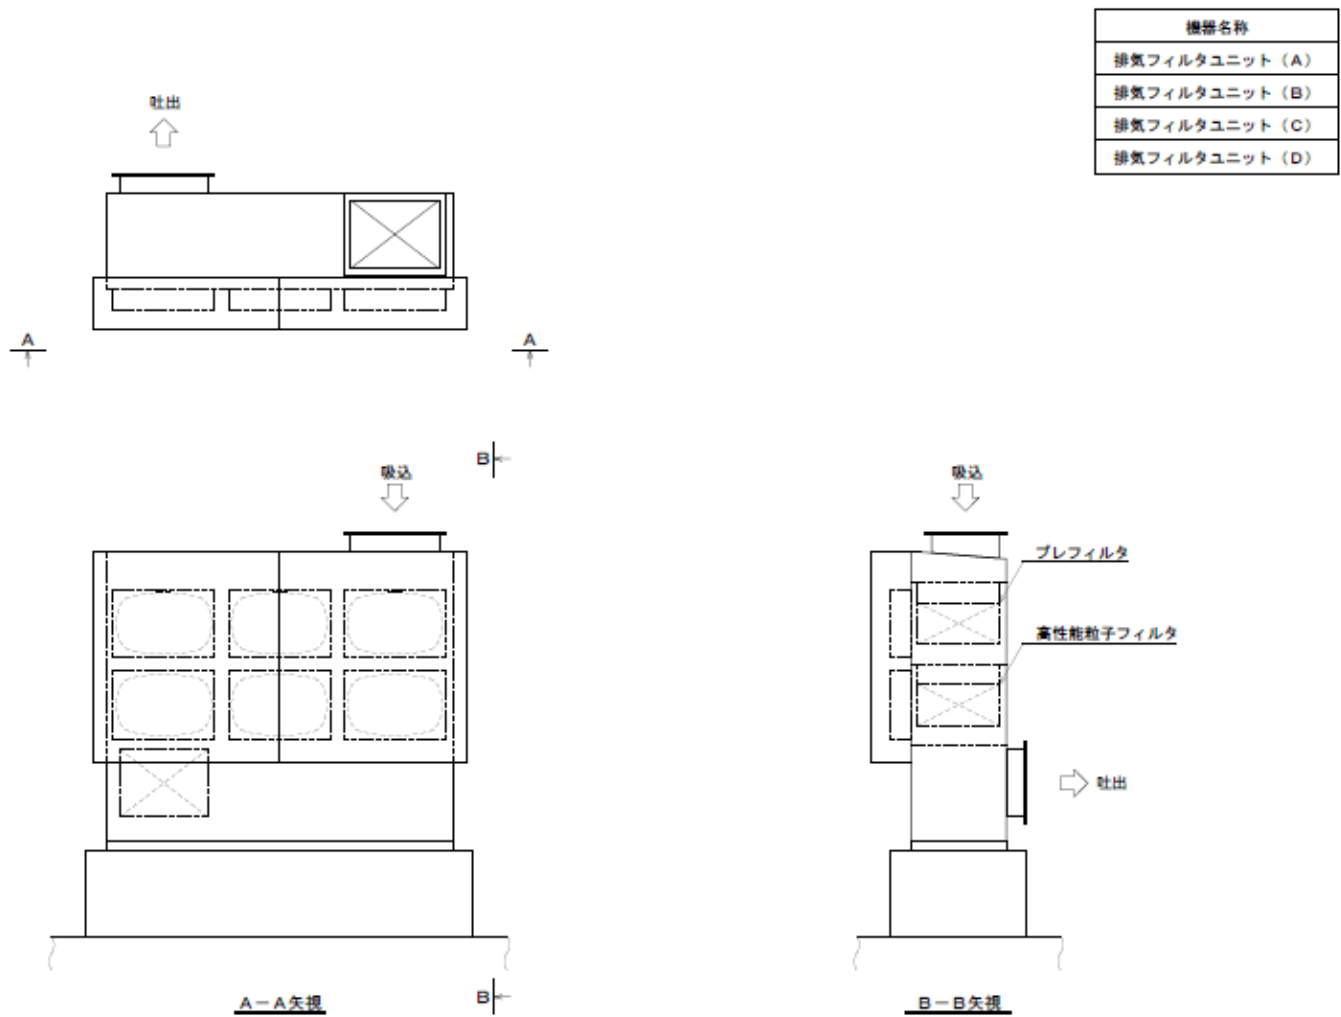 機器名称
排気フィルタユニット（A）
排気フィルタユニット（B）
排気フィルタユニット（C）
排気フィルタユニット（D）
吐出
A
A
B
吸込
吸込
プレフィルタ
高性能粒子フィルタ
吐出
B
A－A矢視
B－B矢視